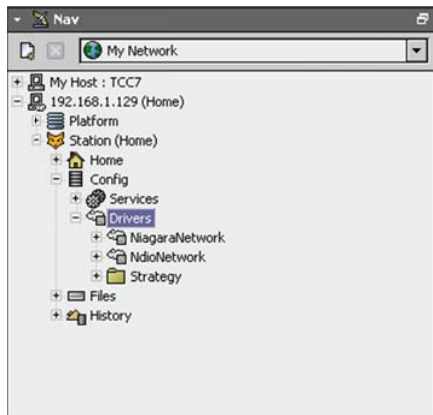 Nav
My Network
My Host : TCC7
192.168.1.129 (Home)
Platform
Station (Home)
Home
Config
Services
Drivers
NiagaraNetwork
NdioNetwork
Strategy
Files
History